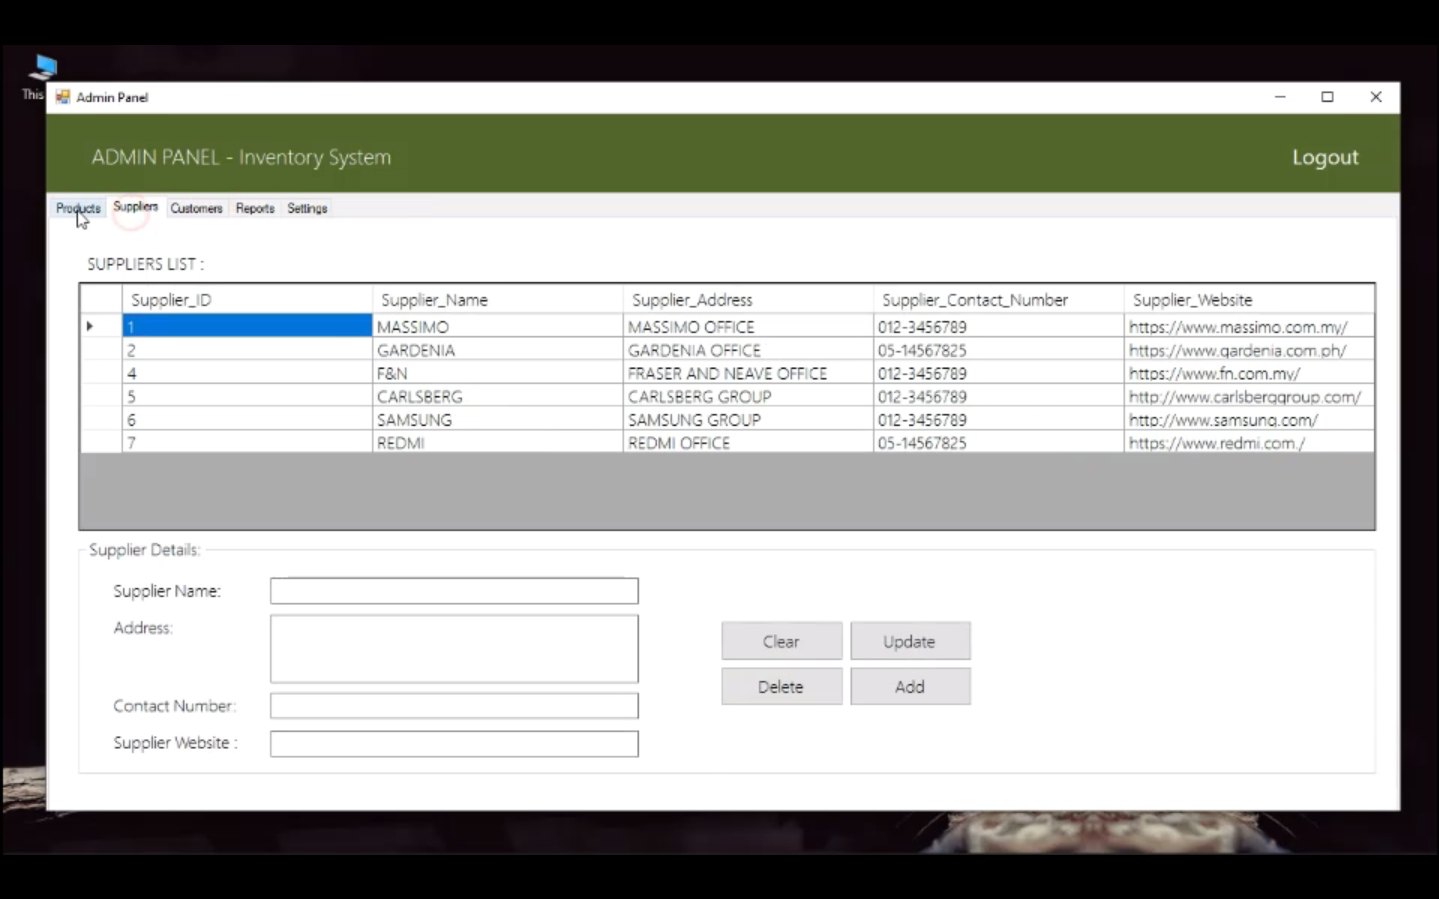 This
Admin Panel
ADMIN PANEL - Inventory System
Logout
Products Suppliers Customers Reports Settings
SUPPLIERS LIST :
Supplier_ID Supplier_Name Supplier_Address Supplier_Contact_Number Supplier_Website
1 MASSIMO MASSIMO OFFICE 012-3456789 https://www.massimo.com.my/
2 GARDENIA GARDENIA OFFICE 05-14567825 https://www.gardenia.com.ph/
4 F&N FRASER AND NEAVE OFFICE 012-3456789 https://www.fn.com.my/
5 CARLSBERG CARLSBERG GROUP 012-3456789 http://www.carlsberggroup.com/
6 SAMSUNG SAMSUNG GROUP 012-3456789 http://www.samsung.com/
7 REDMI REDMI OFFICE 05-14567825 https://www.redmi.com./
Supplier Details:
Supplier Name:
Address:
Clear Update
Delete Add
Contact Number:
Supplier Website :